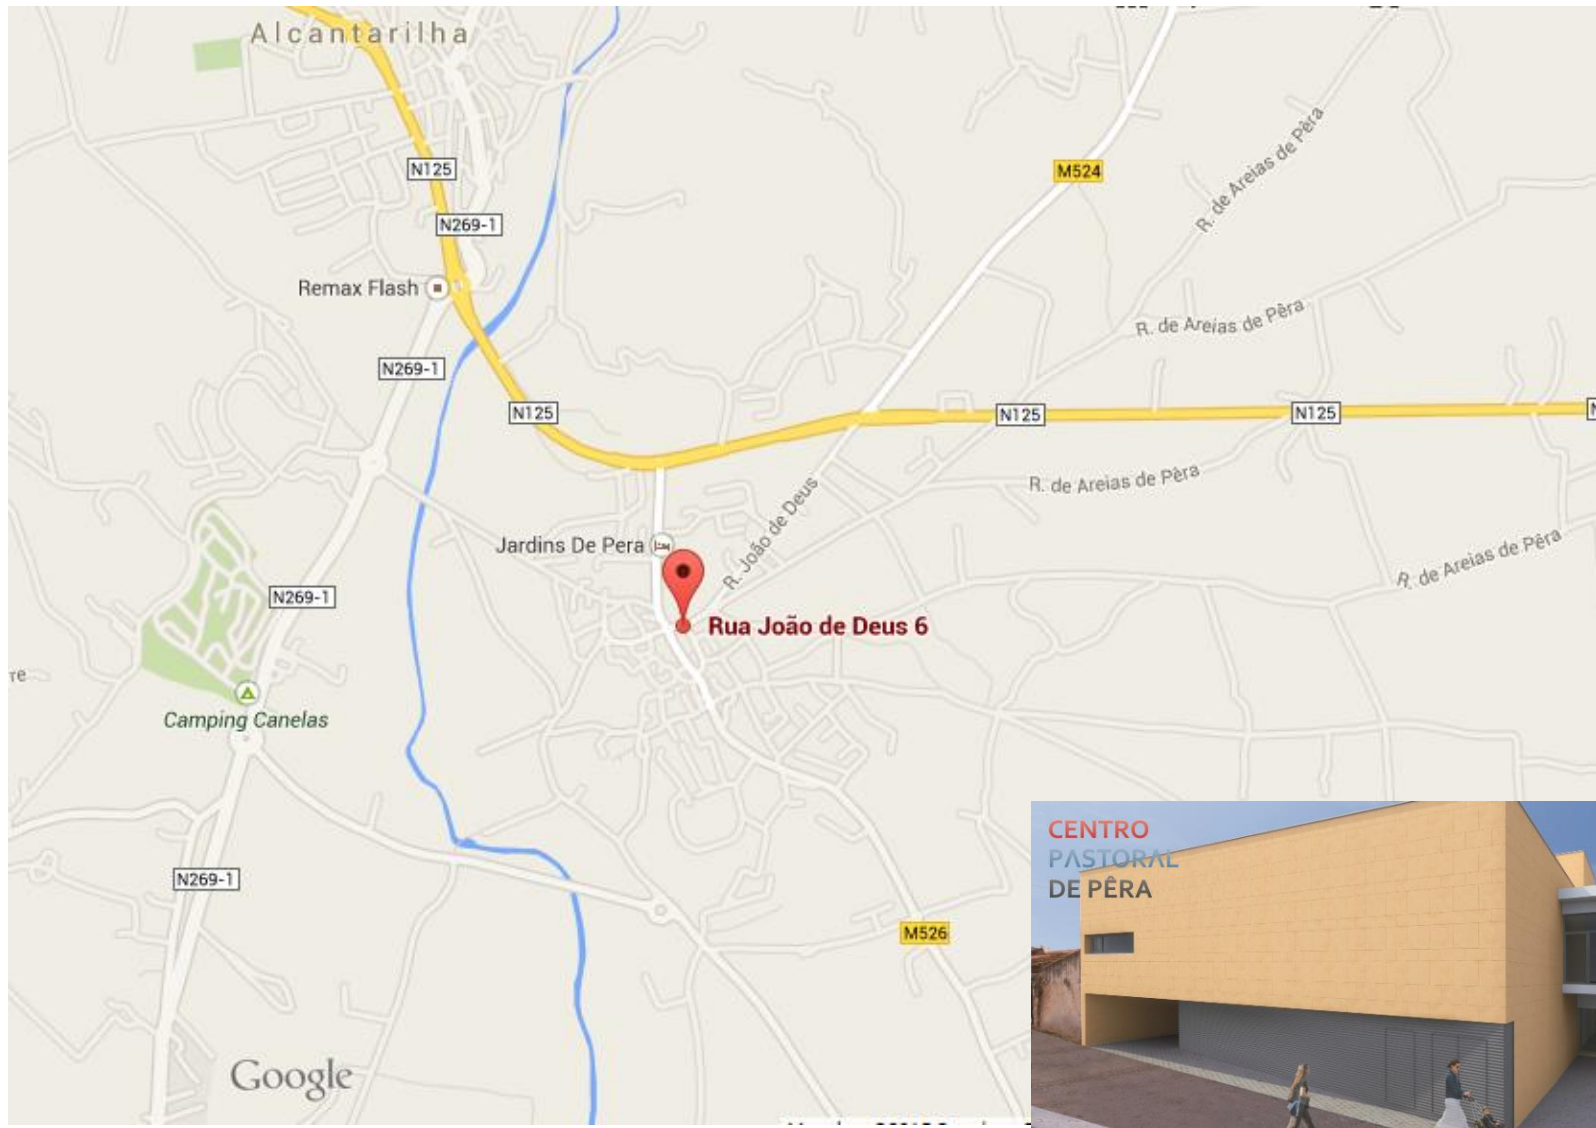 Alcantarilha
N125
M524
R. de Areias de Pêra
N269-1
Remax Flash
R. de Areias de Pêra
N269-1
N125
N125
N125
R. de Areias de Pêra
R. João de Deus
Jardins De Pera
R. de Areias de Pêra
N269-1
Rua João de Deus 6
Camping Canelas
CENTRO
PASTORAL
DE PÊRA
N269-1
M526
Google